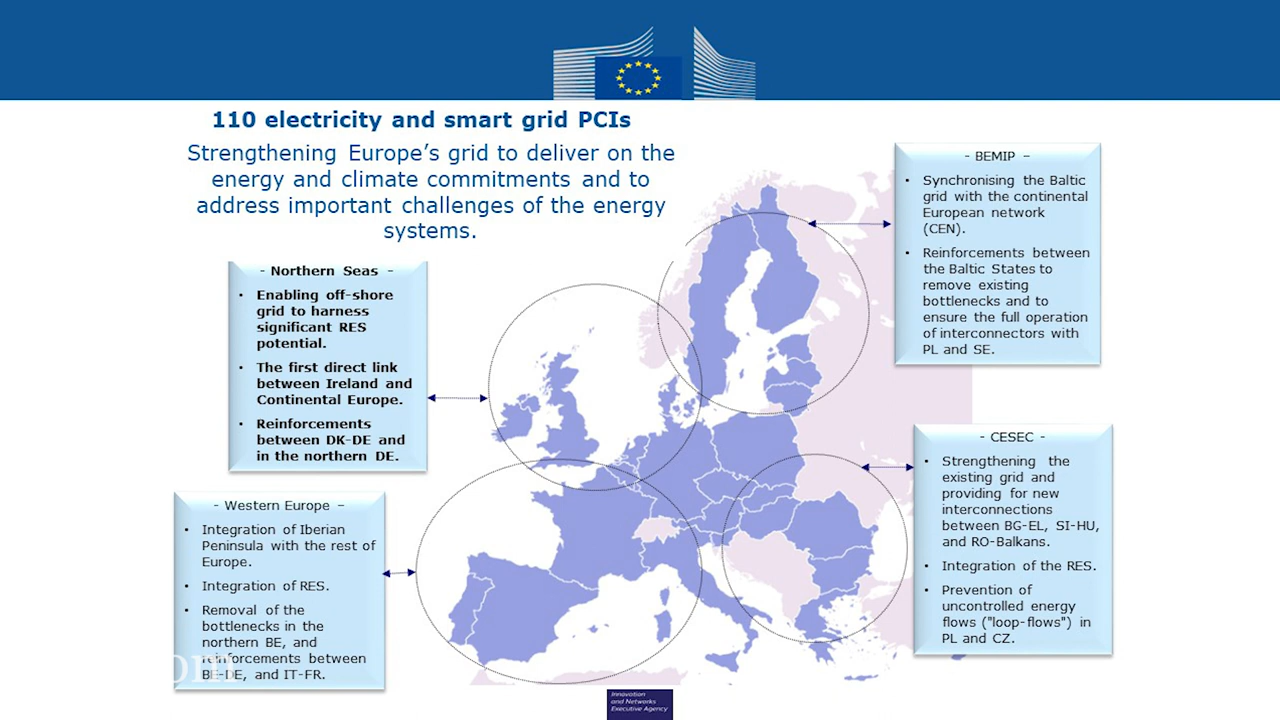 110 electricity and smart grid PCIs
Strengthening Europe's grid to deliver on the
energy and climate commitments and to
address important challenges of the energy
systems.
- Northern Seas -
• Enabling off-shore
grid to harness
significant RES
potential.
• The first direct link
between Ireland and
Continental Europe.
• Reinforcements
between DK-DE and
in the northern DE.
- Western Europe -
• Integration of Iberian
Peninsula with the rest of
Europe.
• Integration of RES.
• Removal of the
bottlenecks in the
northern BE, and
reinforcements between
BE-DE, and IT-FR.
- BEMIP -
• Synchronising the Baltic
grid with the continental
European network
(CEN).
• Reinforcements between
the Baltic States to
remove existing
bottlenecks and to
ensure the full operation
of interconnectors with
PL and SE.
- CESEC -
• Strengthening the
existing grid and
providing for new
interconnections
between BG-EL, SI-HU,
and RO-Balkans.
• Integration of the RES.
• Prevention of
uncontrolled energy
flows ("loop-flows") in
PL and CZ.
Innovation
and Networks
Executive Agency